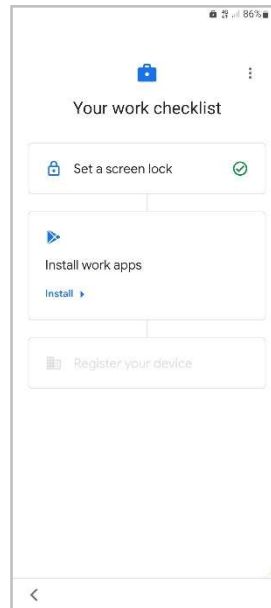 86%
Your work checklist
Set a screen lock
Install work apps
Install
Register your device